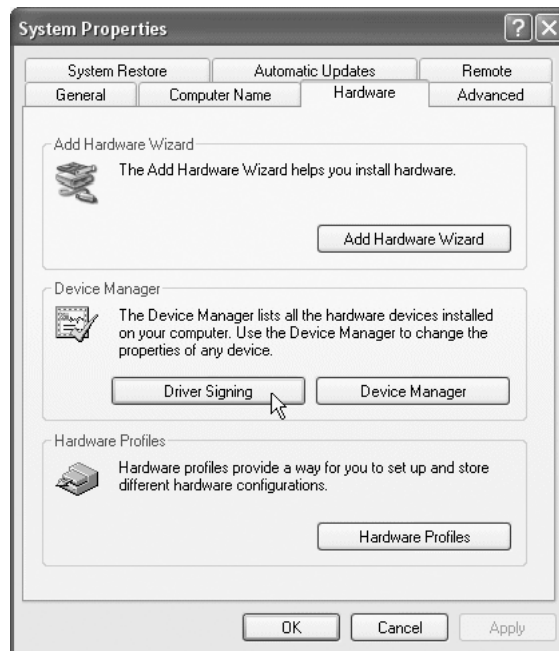 System Properties
System Restore Automatic Updates Remote
General Computer Name Hardware Advanced
Add Hardware Wizard
The Add Hardware Wizard helps you install hardware.
Add Hardware Wizard
Device Manager
The Device Manager lists all the hardware devices installed
on your computer. Use the Device Manager to change the
properties of any device.
Driver Signing Device Manager
Hardware Profiles
Hardware profiles provide a way for you to set up and store
different hardware configurations.
Hardware Profiles
OK Cancel Apply